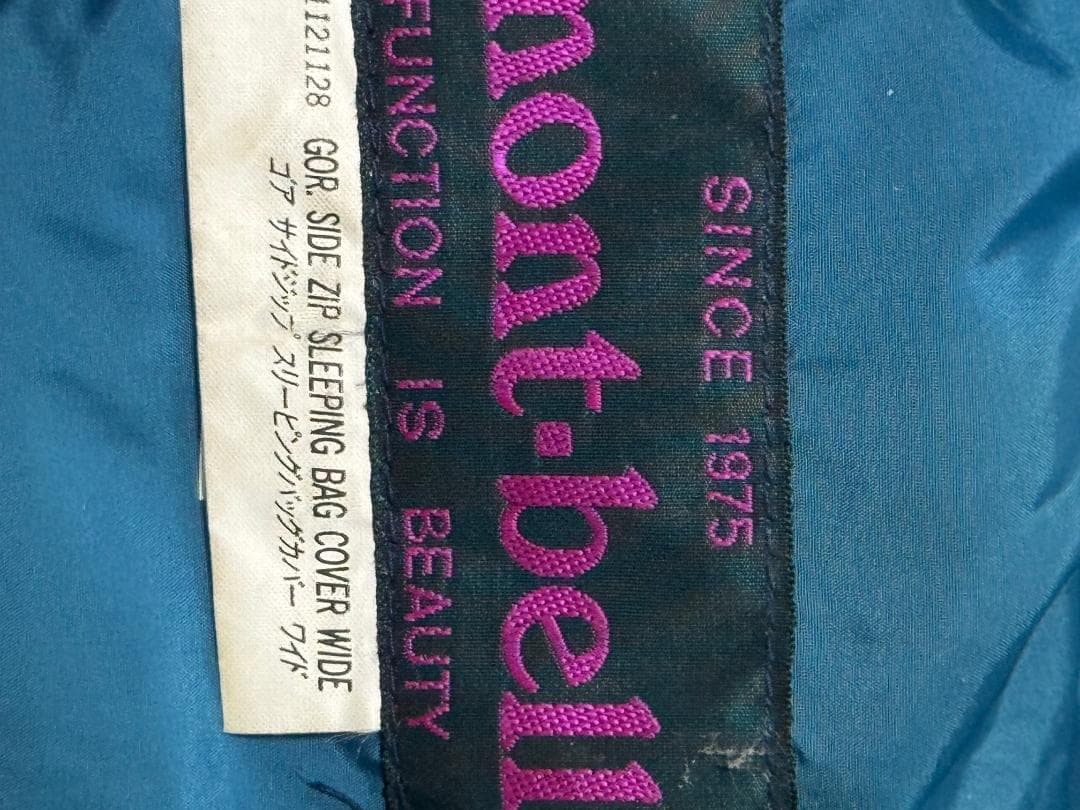 SINCE 1975
mont·bell
FUNCTION IS BEAUTY
1121128 GOR. SIDE ZIP SLEEPING BAG COVER WIDE
ゴア サイドジップ スリーピングバッグカバー ワイド